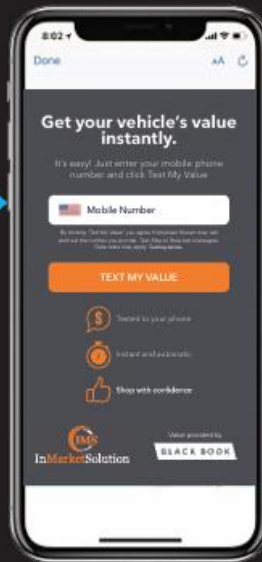 8:02
Done
AA
Get your vehicle's value
instantly.
It's easy! Just enter your mobile phone
number and click Text My Value
Mobile Number
TEXT MY VALUE
$
Texted to your phone
Instant and automatic
Shop with confidence
IMS
InMarketSolution
Value provided by
BLACK BOOK